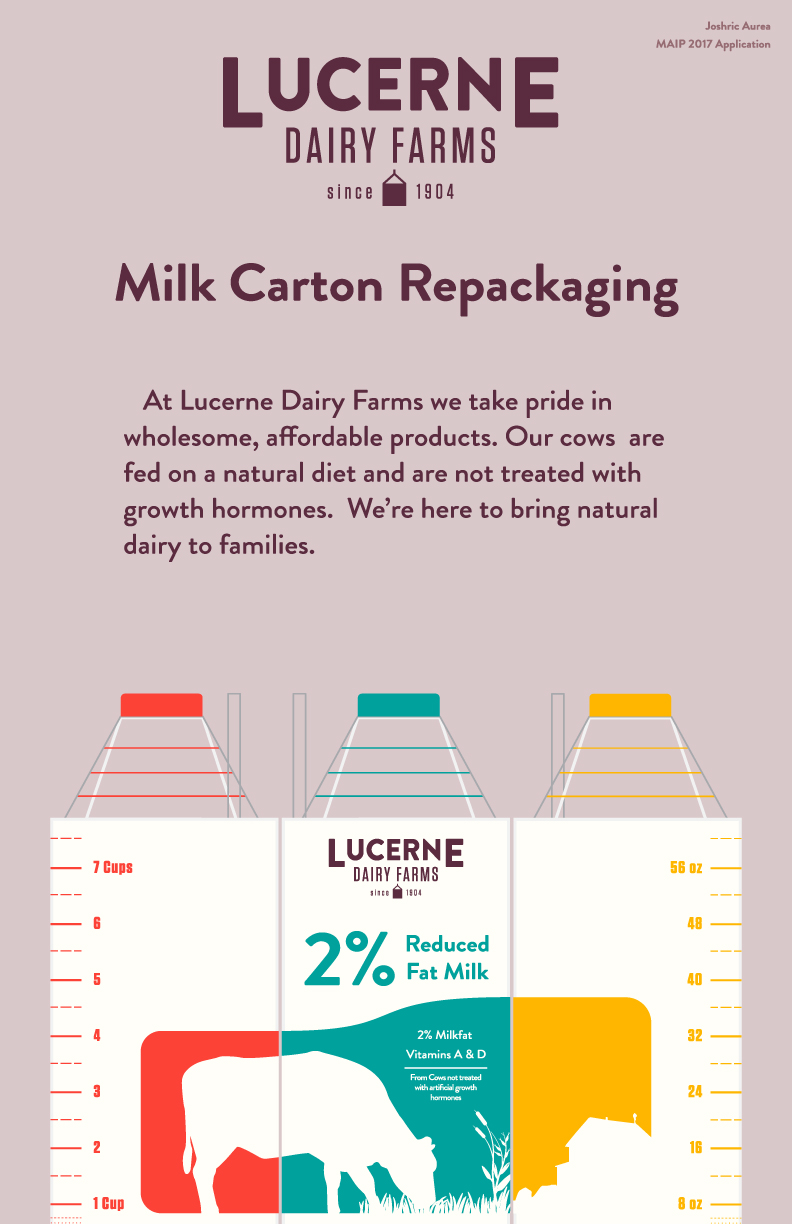 Joshric Aurea
MAIP 2017 Application
LUCERNE
DAIRY FARMS
since 1904
Milk Carton Repackaging
At Lucerne Dairy Farms we take pride in
wholesome, affordable products. Our cows  are
fed on a natural diet and are not treated with
growth hormones.  We’re here to bring natural
dairy to families.
7 Cups
6
5
4
3
2
1 Cup
LUCERNE
DAIRY FARMS
since 1904
2% Reduced
Fat Milk
2% Milkfat
Vitamins A & D
From Cows not treated
with artificial growth
hormones
56 oz
48
40
32
24
16
8 oz